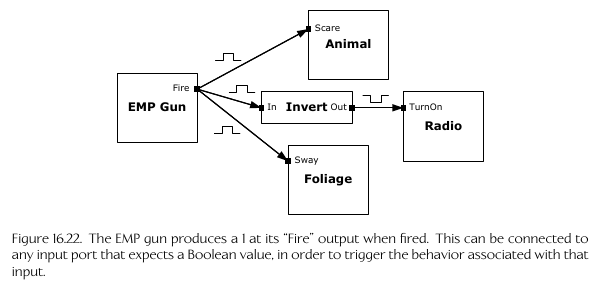 Scare
Animal
Fire
EMP Gun
In Invert Out
TurnOn
Radio
Sway
Foliage
Figure 16.22. The EMP gun produces a 1 at its “Fire” output when fired. This can be connected to
any input port that expects a Boolean value, in order to trigger the behavior associated with that
input.